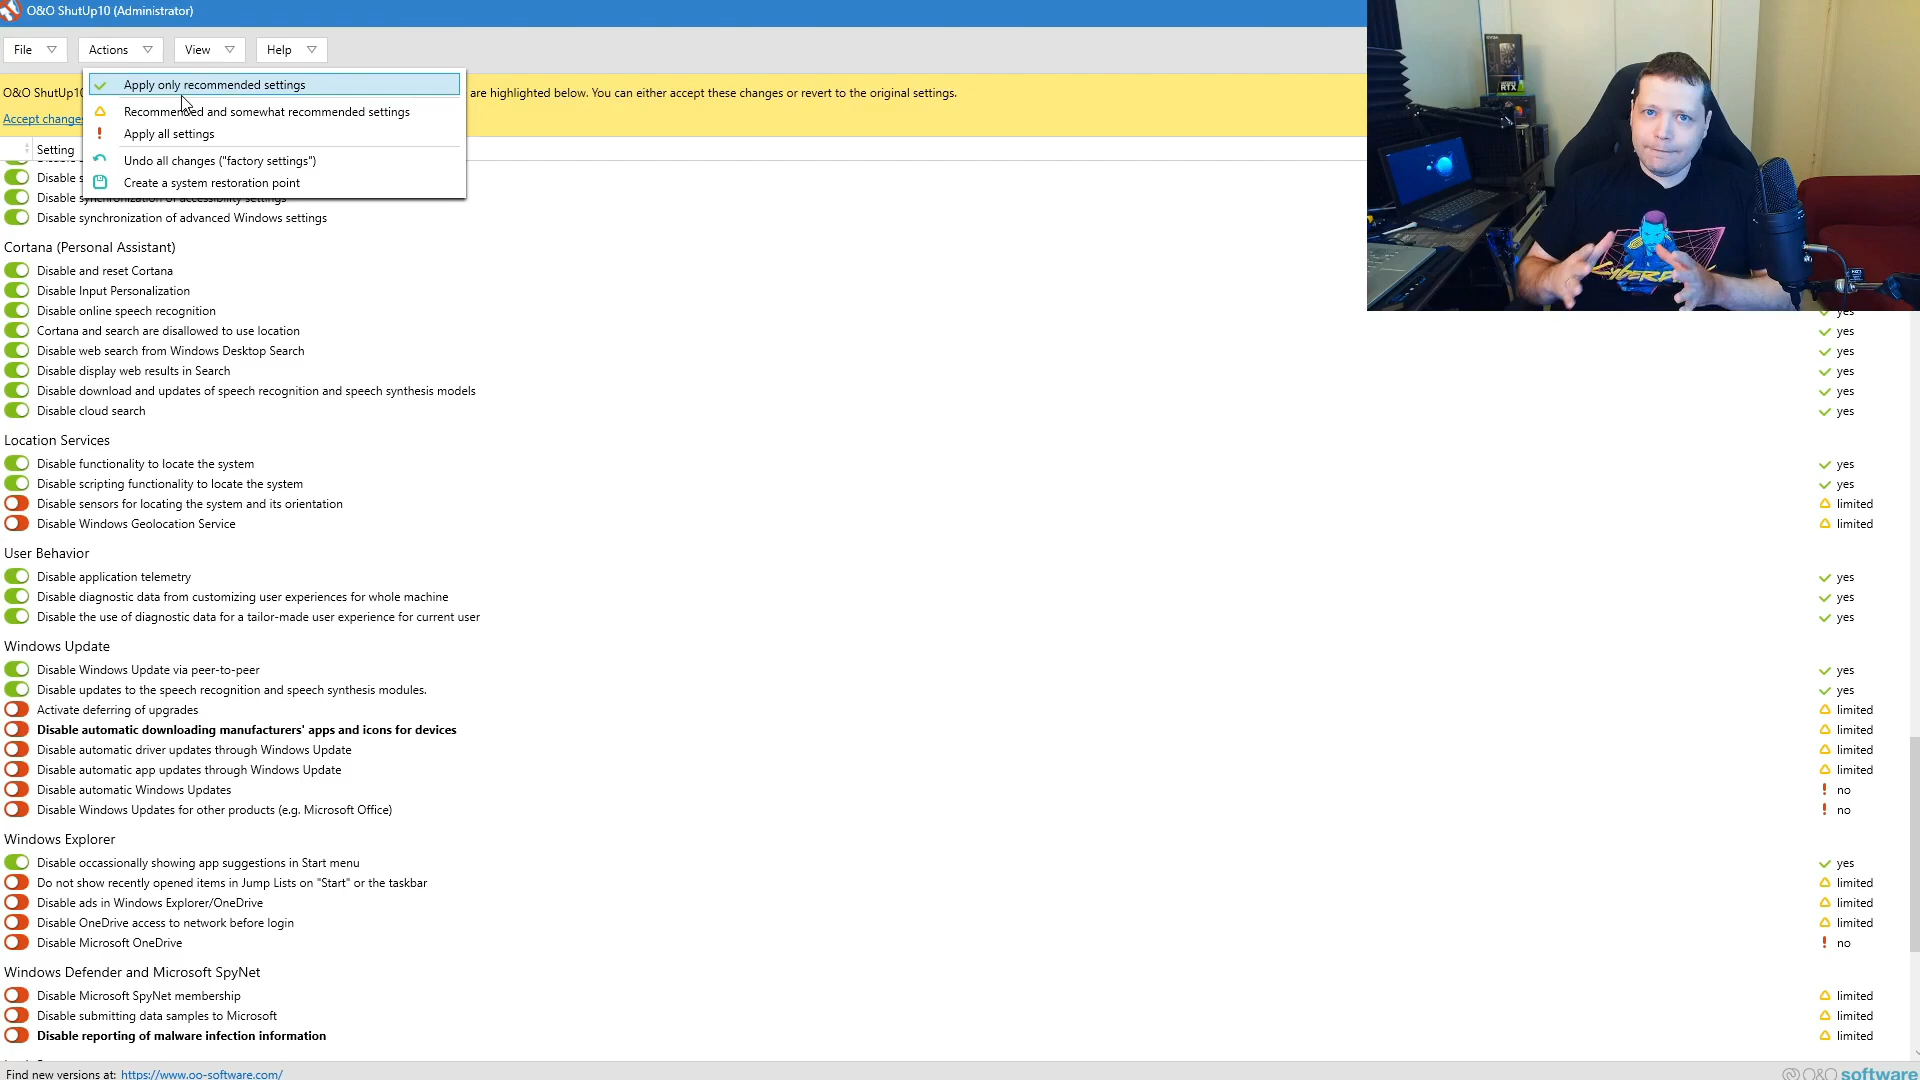 O&O ShutUp10 (Administrator)
File
Actions
View
Help
O&O ShutUp10
are highlighted below. You can either accept these changes or revert to the original settings.
Accept changes
Apply only recommended settings
Recommended and somewhat recommended settings
Apply all settings
Undo all changes ("factory settings")
Create a system restoration point
Setting
Disable s
Disable synchronization of accessibility settings
Disable synchronization of advanced Windows settings
Cortana (Personal Assistant)
Disable and reset Cortana
Disable Input Personalization
Disable online speech recognition yes
Cortana and search are disallowed to use location yes
Disable web search from Windows Desktop Search yes
Disable display web results in Search yes
Disable download and updates of speech recognition and speech synthesis models yes
Disable cloud search yes
Location Services
Disable functionality to locate the system yes
Disable scripting functionality to locate the system yes
Disable sensors for locating the system and its orientation limited
Disable Windows Geolocation Service limited
User Behavior
Disable application telemetry yes
Disable diagnostic data from customizing user experiences for whole machine yes
Disable the use of diagnostic data for a tailor-made user experience for current user yes
Windows Update
Disable Windows Update via peer-to-peer yes
Disable updates to the speech recognition and speech synthesis modules. yes
Activate deferring of upgrades limited
Disable automatic downloading manufacturers' apps and icons for devices limited
Disable automatic driver updates through Windows Update limited
Disable automatic app updates through Windows Update limited
Disable automatic Windows Updates ! no
Disable Windows Updates for other products (e.g. Microsoft Office) ! no
Windows Explorer
Disable occassionally showing app suggestions in Start menu yes
Do not show recently opened items in Jump Lists on "Start" or the taskbar limited
Disable ads in Windows Explorer/OneDrive limited
Disable OneDrive access to network before login limited
Disable Microsoft OneDrive ! no
Windows Defender and Microsoft SpyNet
Disable Microsoft SpyNet membership limited
Disable submitting data samples to Microsoft limited
Disable reporting of malware infection information limited
Find new versions at: https://www.oo-software.com/
O&O software
RTX